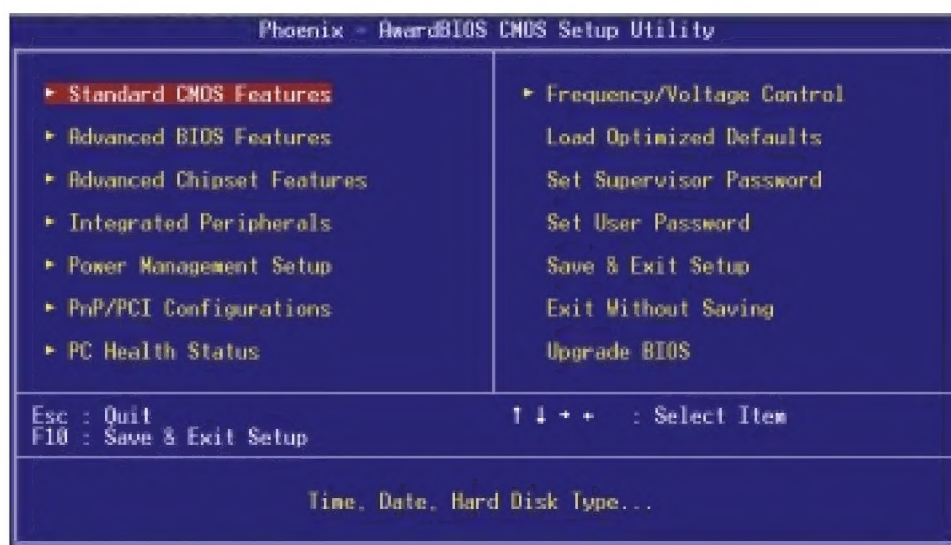 Phoenix - AwardBIOS CMOS Setup Utility
▶ Standard CMOS Features
▶ Advanced BIOS Features
▶ Advanced Chipset Features
▶ Integrated Peripherals
▶ Power Management Setup
▶ PnP/PCI Configurations
▶ PC Health Status
▶ Frequency/Voltage Control
Load Optimized Defaults
Set Supervisor Password
Set User Password
Save & Exit Setup
Exit Without Saving
Upgrade BIOS
Esc : Quit
F10 : Save & Exit Setup
↑ ↓ → ← : Select Item
Time, Date, Hard Disk Type...